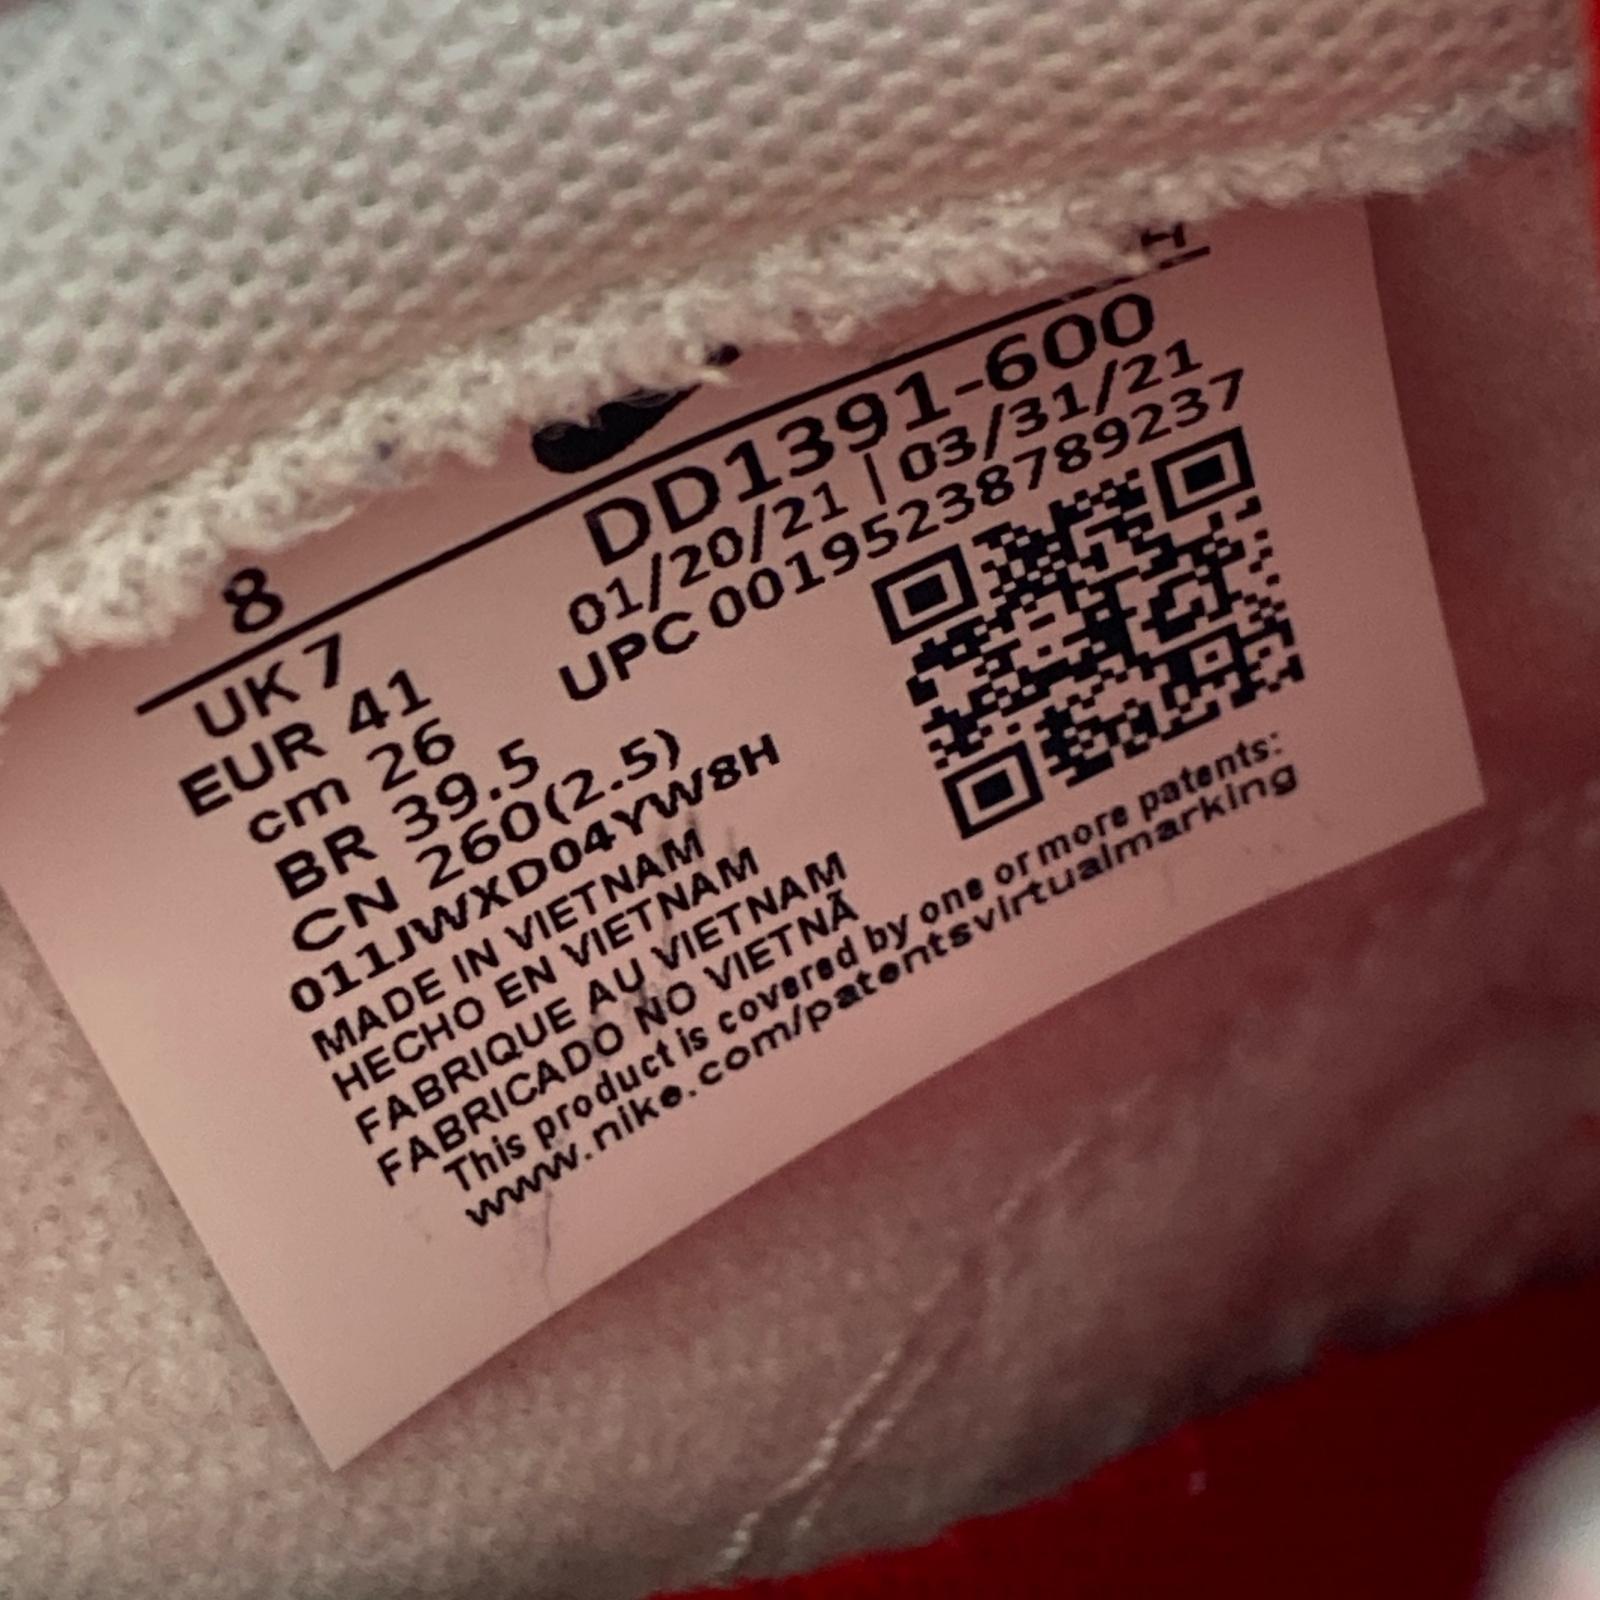 8
UK 7
EUR 41
cm 26
BR 39.5
CN 260(2.5)
011JWXD04YW8H
DD1391-600
01/20/21 | 03/31/21
UPC 00195238789237
MADE IN VIETNAM
HECHO EN VIETNAM
FABRIQUE AU VIETNAM
FABRICADO NO VIETNÃ
This product is covered by one or more patents:
www.nike.com/patentsvirtualmarking